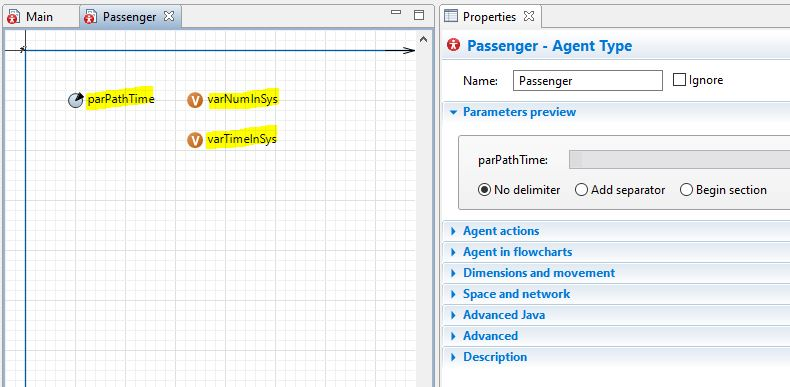 Main
Passenger
parPathTime
varNumInSys
varTimeInSys
Properties
Passenger - Agent Type
Name:
Passenger
Ignore
Parameters preview
parPathTime:
No delimiter
Add separator
Begin section
Agent actions
Agent in flowcharts
Dimensions and movement
Space and network
Advanced Java
Advanced
Description